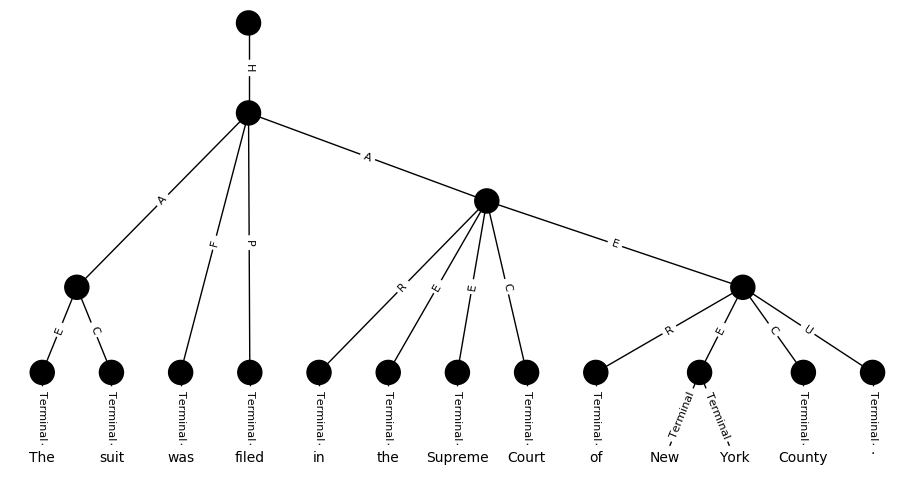 H
A
A
F
P
E
R
E
E
C
E
C
R
E
C
U
Terminal Terminal Terminal Terminal Terminal Terminal Terminal Terminal Terminal Terminal Terminal Terminal Terminal
The suit was filed in the Supreme Court of New York County .